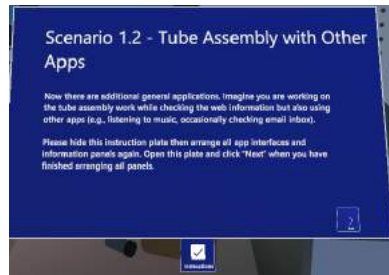 Scenario 1.2 - Tube Assembly with Other
Apps
Now there are additional general applications. Imagine you are working on
the tube assembly work while checking the web information but also using
other apps (e.g., listening to music, occasionally checking email inbox).
Please hide this instruction plate then arrange all app interfaces and
information panels again. Open this plate and click "Next" when you have
finished arranging all panels.
Instructions